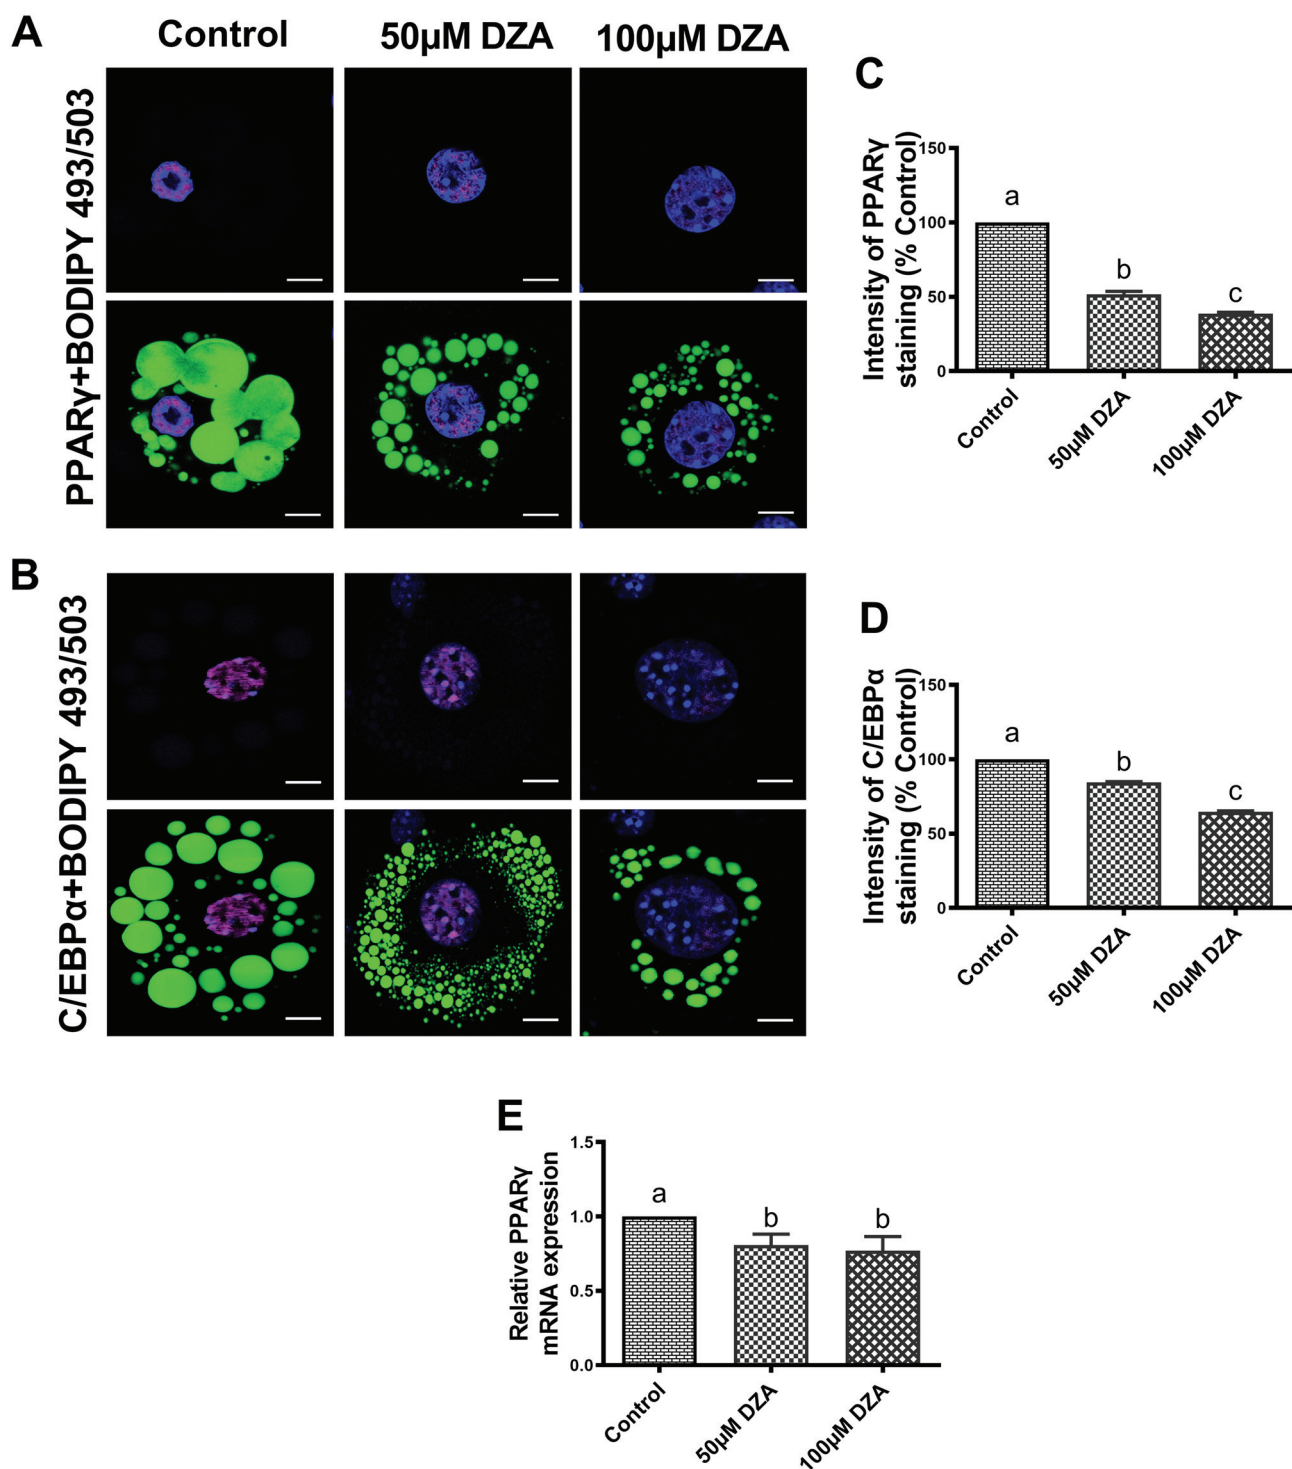 A
Control
50µM DZA
100µM DZA
PPARγ+BODIPY 493/503
B
C/EBPα+BODIPY 493/503
C
Intensity of PPARγ
staining (% Control)
150
100
50
0
a
b
c
Control
50µM DZA
100µM DZA
D
Intensity of C/EBPα
staining (% Control)
150
100
50
0
a
b
c
Control
50µM DZA
100µM DZA
E
Relative PPARγ
mRNA expression
1.5
1.0
0.5
0.0
a
b
b
Control
50µM DZA
100µM DZA